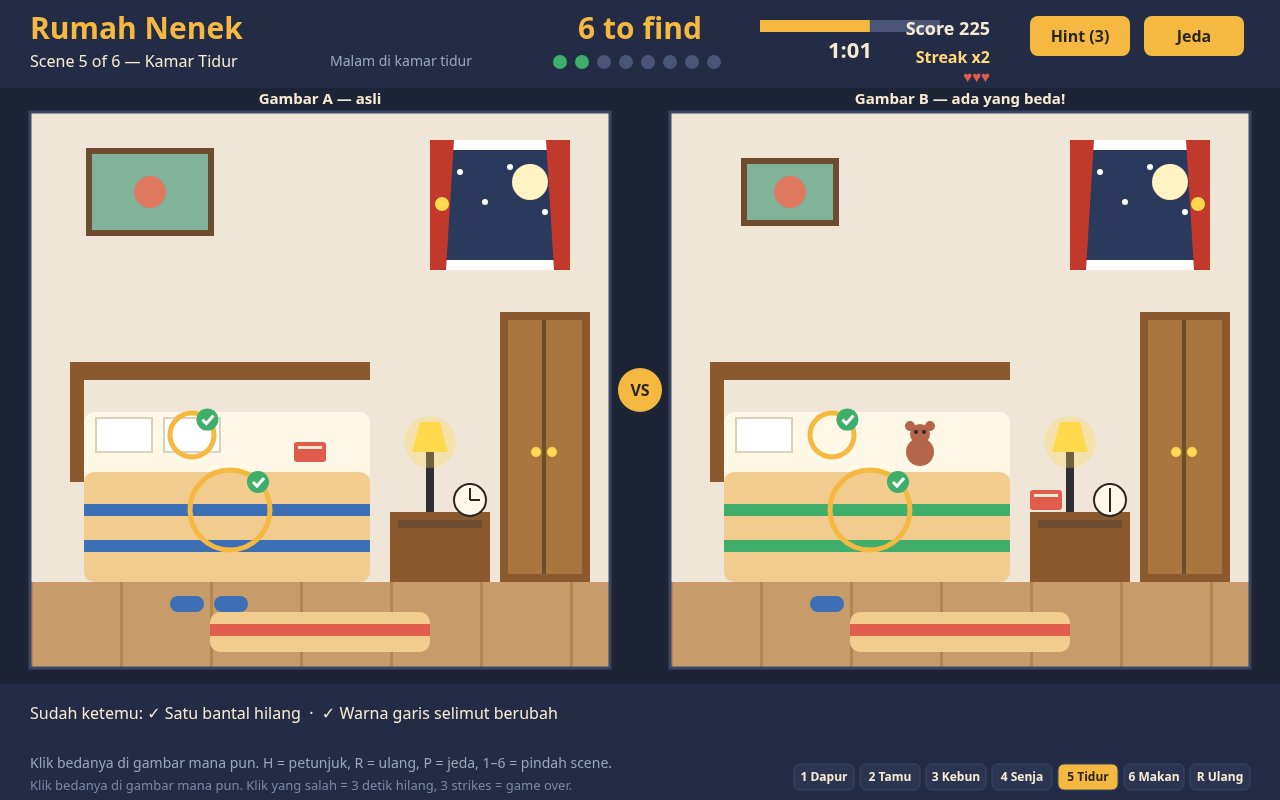 Rumah Nenek
Scene 5 of 6 — Kamar Tidur
Malam di kamar tidur
6 to find
1:01
Score 225
Streak x2
♥♥♥
Hint (3)
Jeda
Gambar A — asli
Gambar B — ada yang beda!
VS
Sudah ketemu: ✓ Satu bantal hilang · ✓ Warna garis selimut berubah
Klik bedanya di gambar mana pun. H = petunjuk, R = ulang, P = jeda, 1–6 = pindah scene.
Klik bedanya di gambar mana pun. Klik yang salah = 3 detik hilang, 3 strikes = game over.
1 Dapur
2 Tamu
3 Kebun
4 Senja
5 Tidur
6 Makan
R Ulang